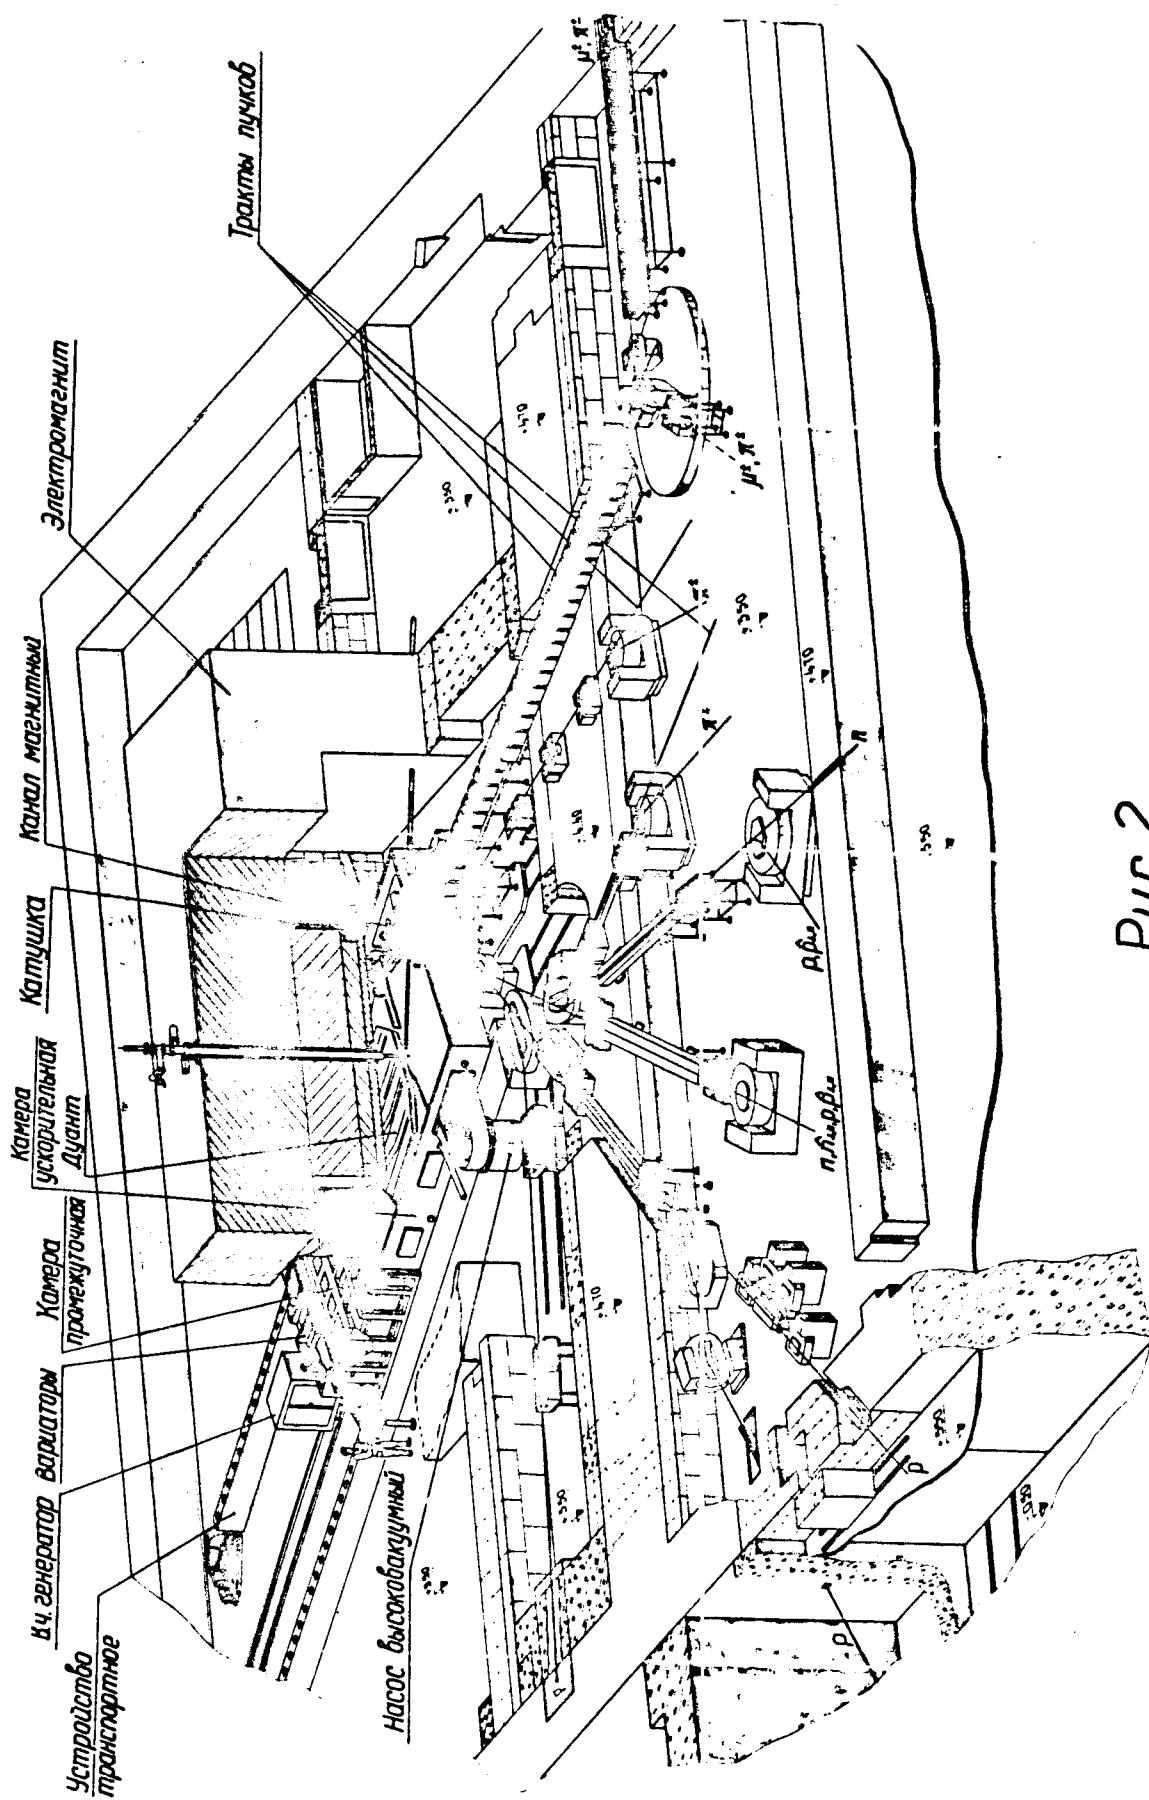 Устройство
транспортное
в.ч. генератор
Вариаторы
Камера
промежуточная
Камера
ускорительная
Дуант
Катушка
Канал магнитный
Электромагнит
Тракты пучков
Насос высоковакуумный
μ±, π±
μ±, π±
π±
n
p
p
Рис. 2